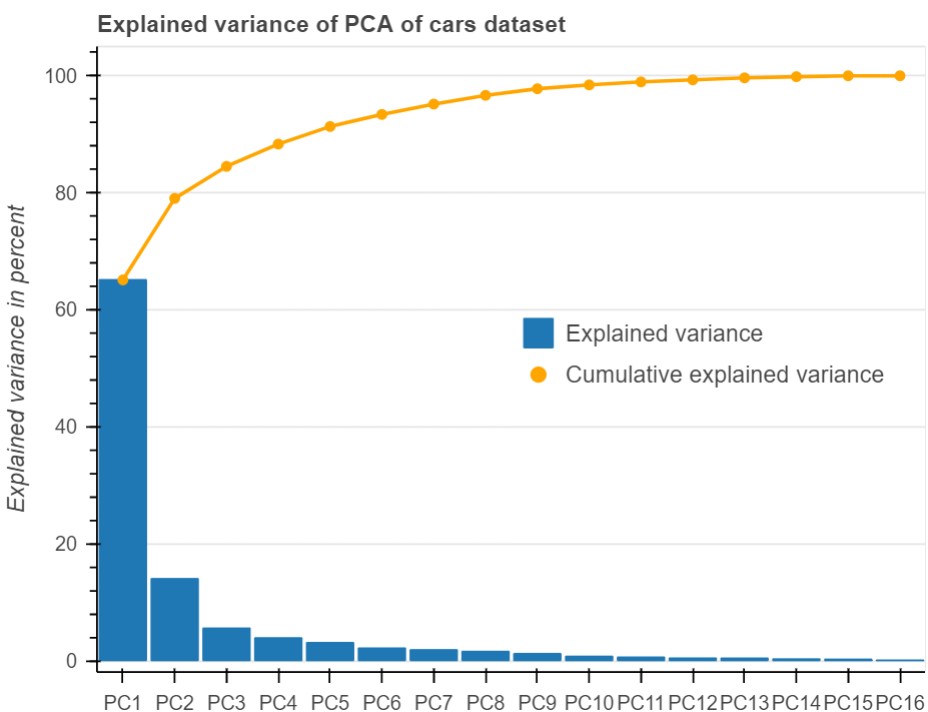 Explained variance of PCA of cars dataset
Explained variance in percent
100
80
60
40
20
0
Explained variance
Cumulative explained variance
PC1 PC2 PC3 PC4 PC5 PC6 PC7 PC8 PC9 PC10 PC11 PC12 PC13 PC14 PC15 PC16